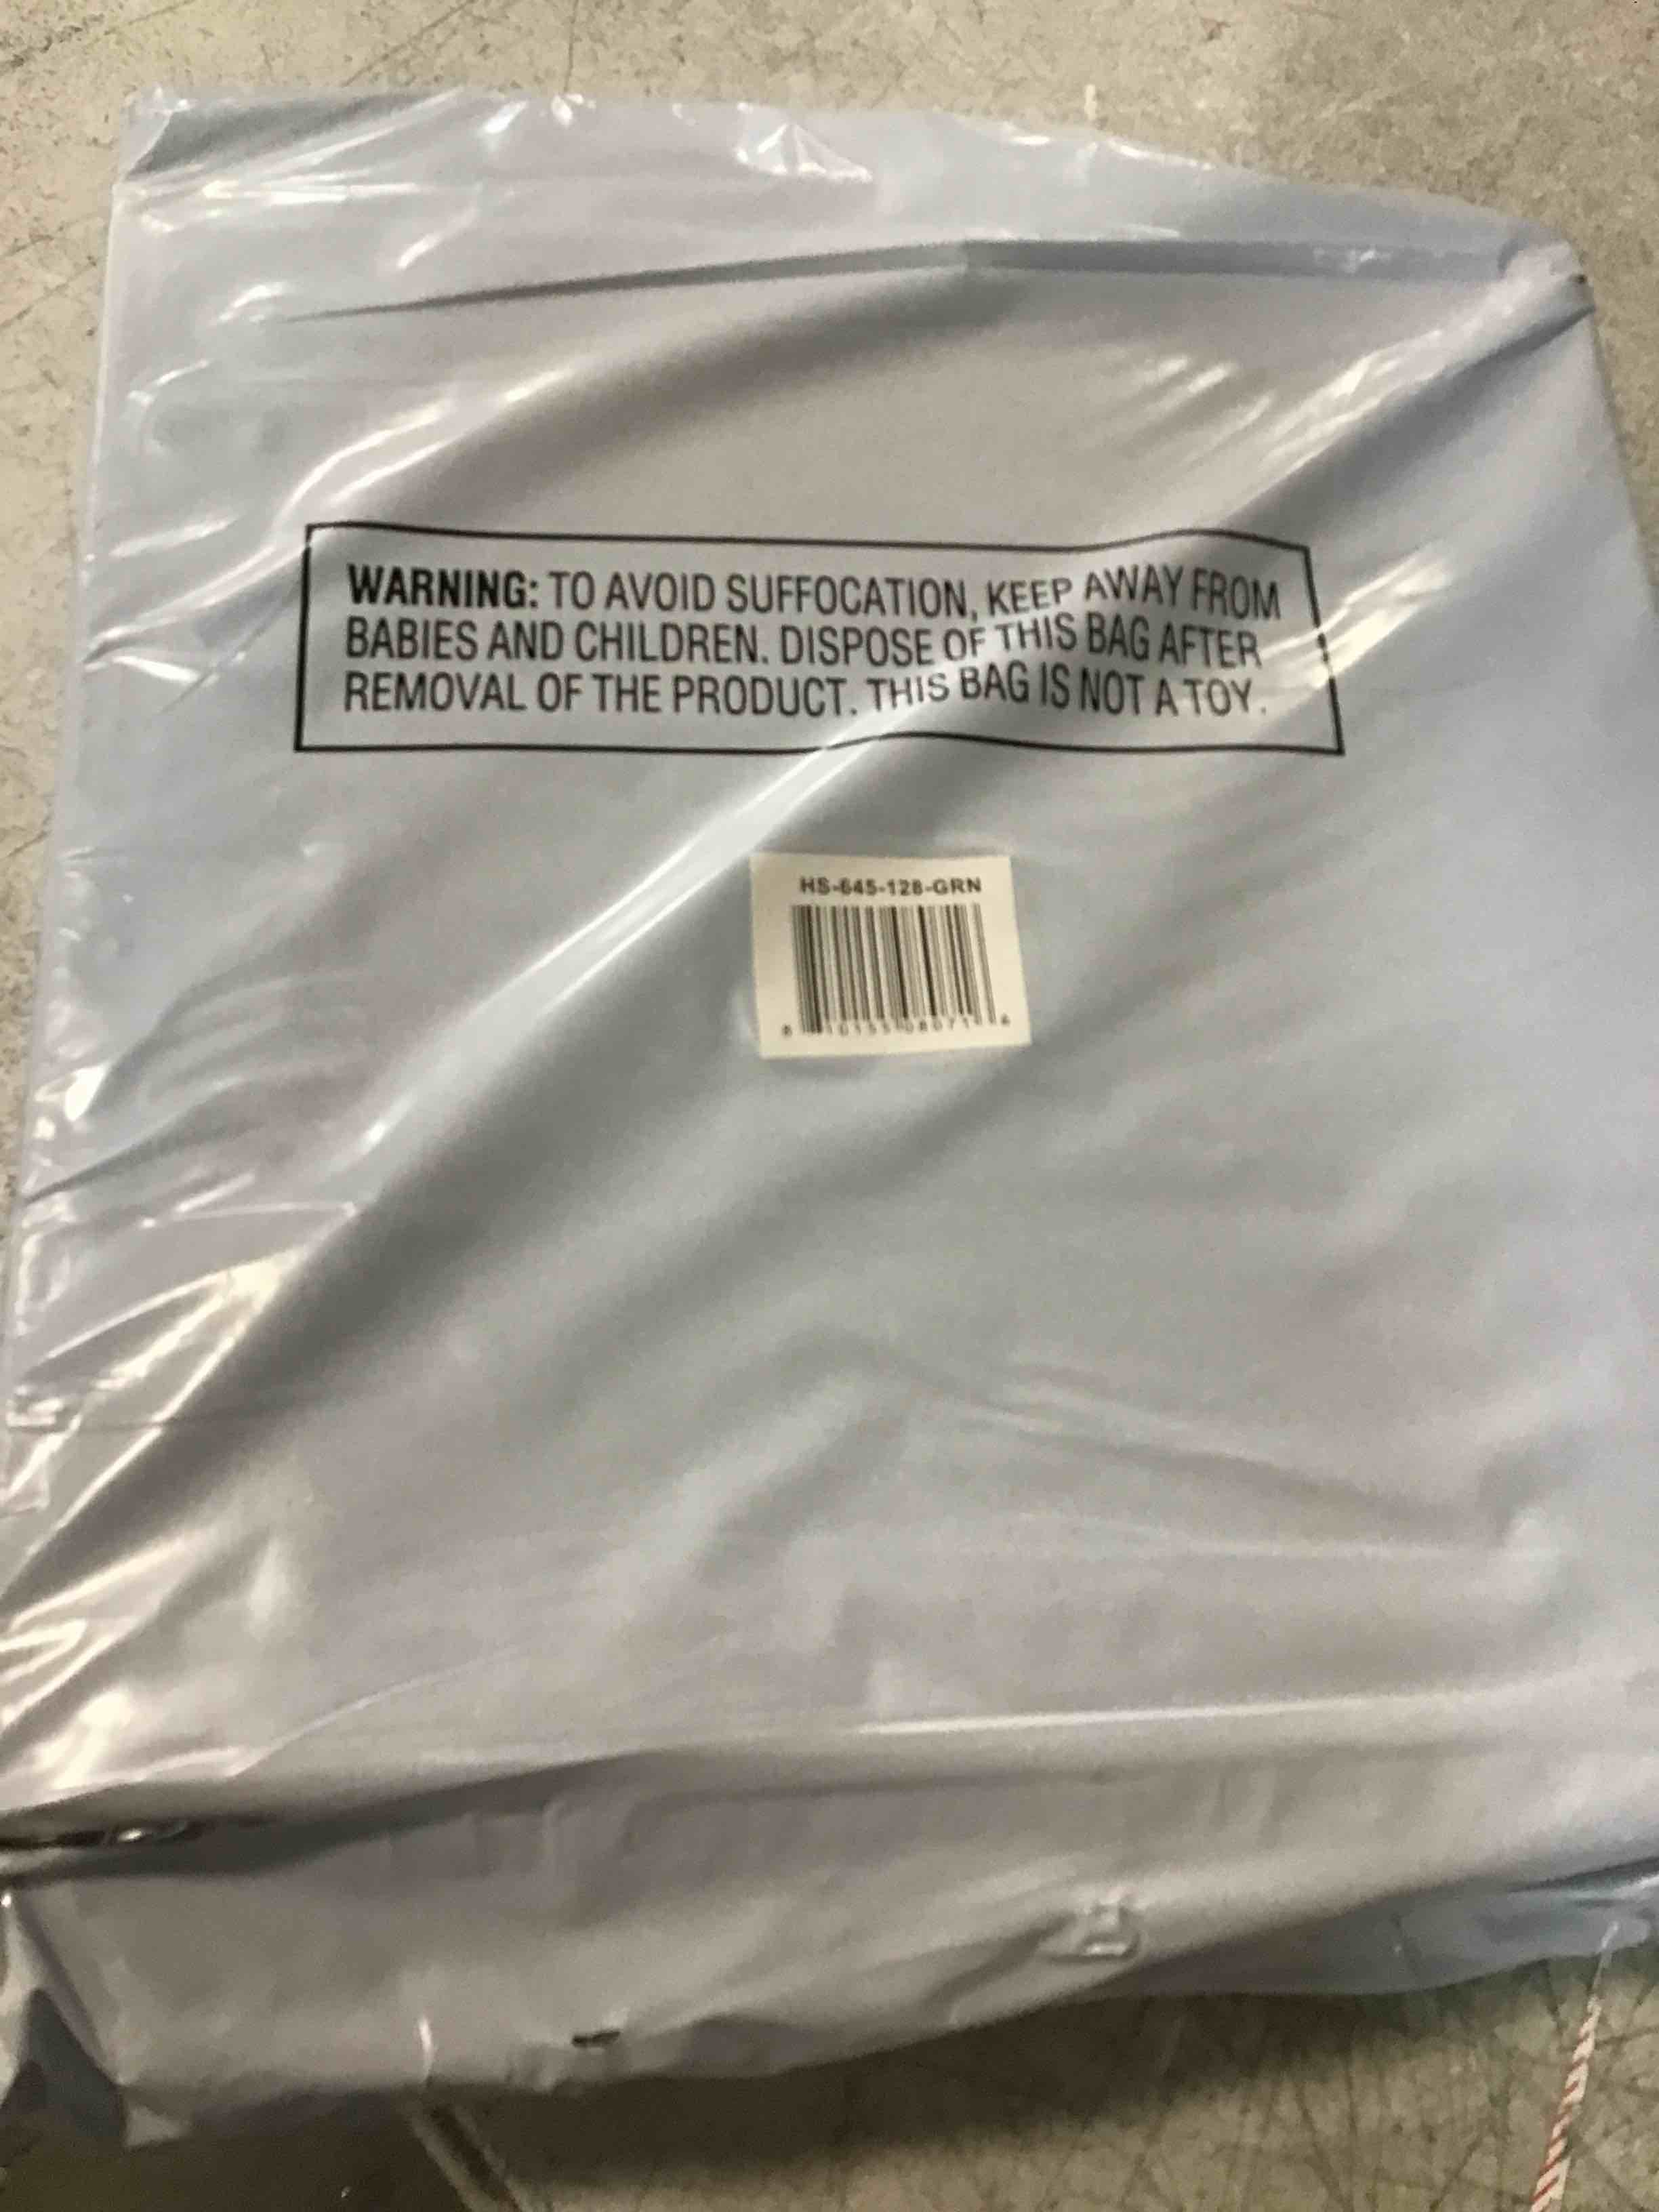 WARNING: TO AVOID SUFFOCATION, KEEP AWAY FROM
BABIES AND CHILDREN. DISPOSE OF THIS BAG AFTER
REMOVAL OF THE PRODUCT. THIS BAG IS NOT A TOY.
HS-645-128-GRN